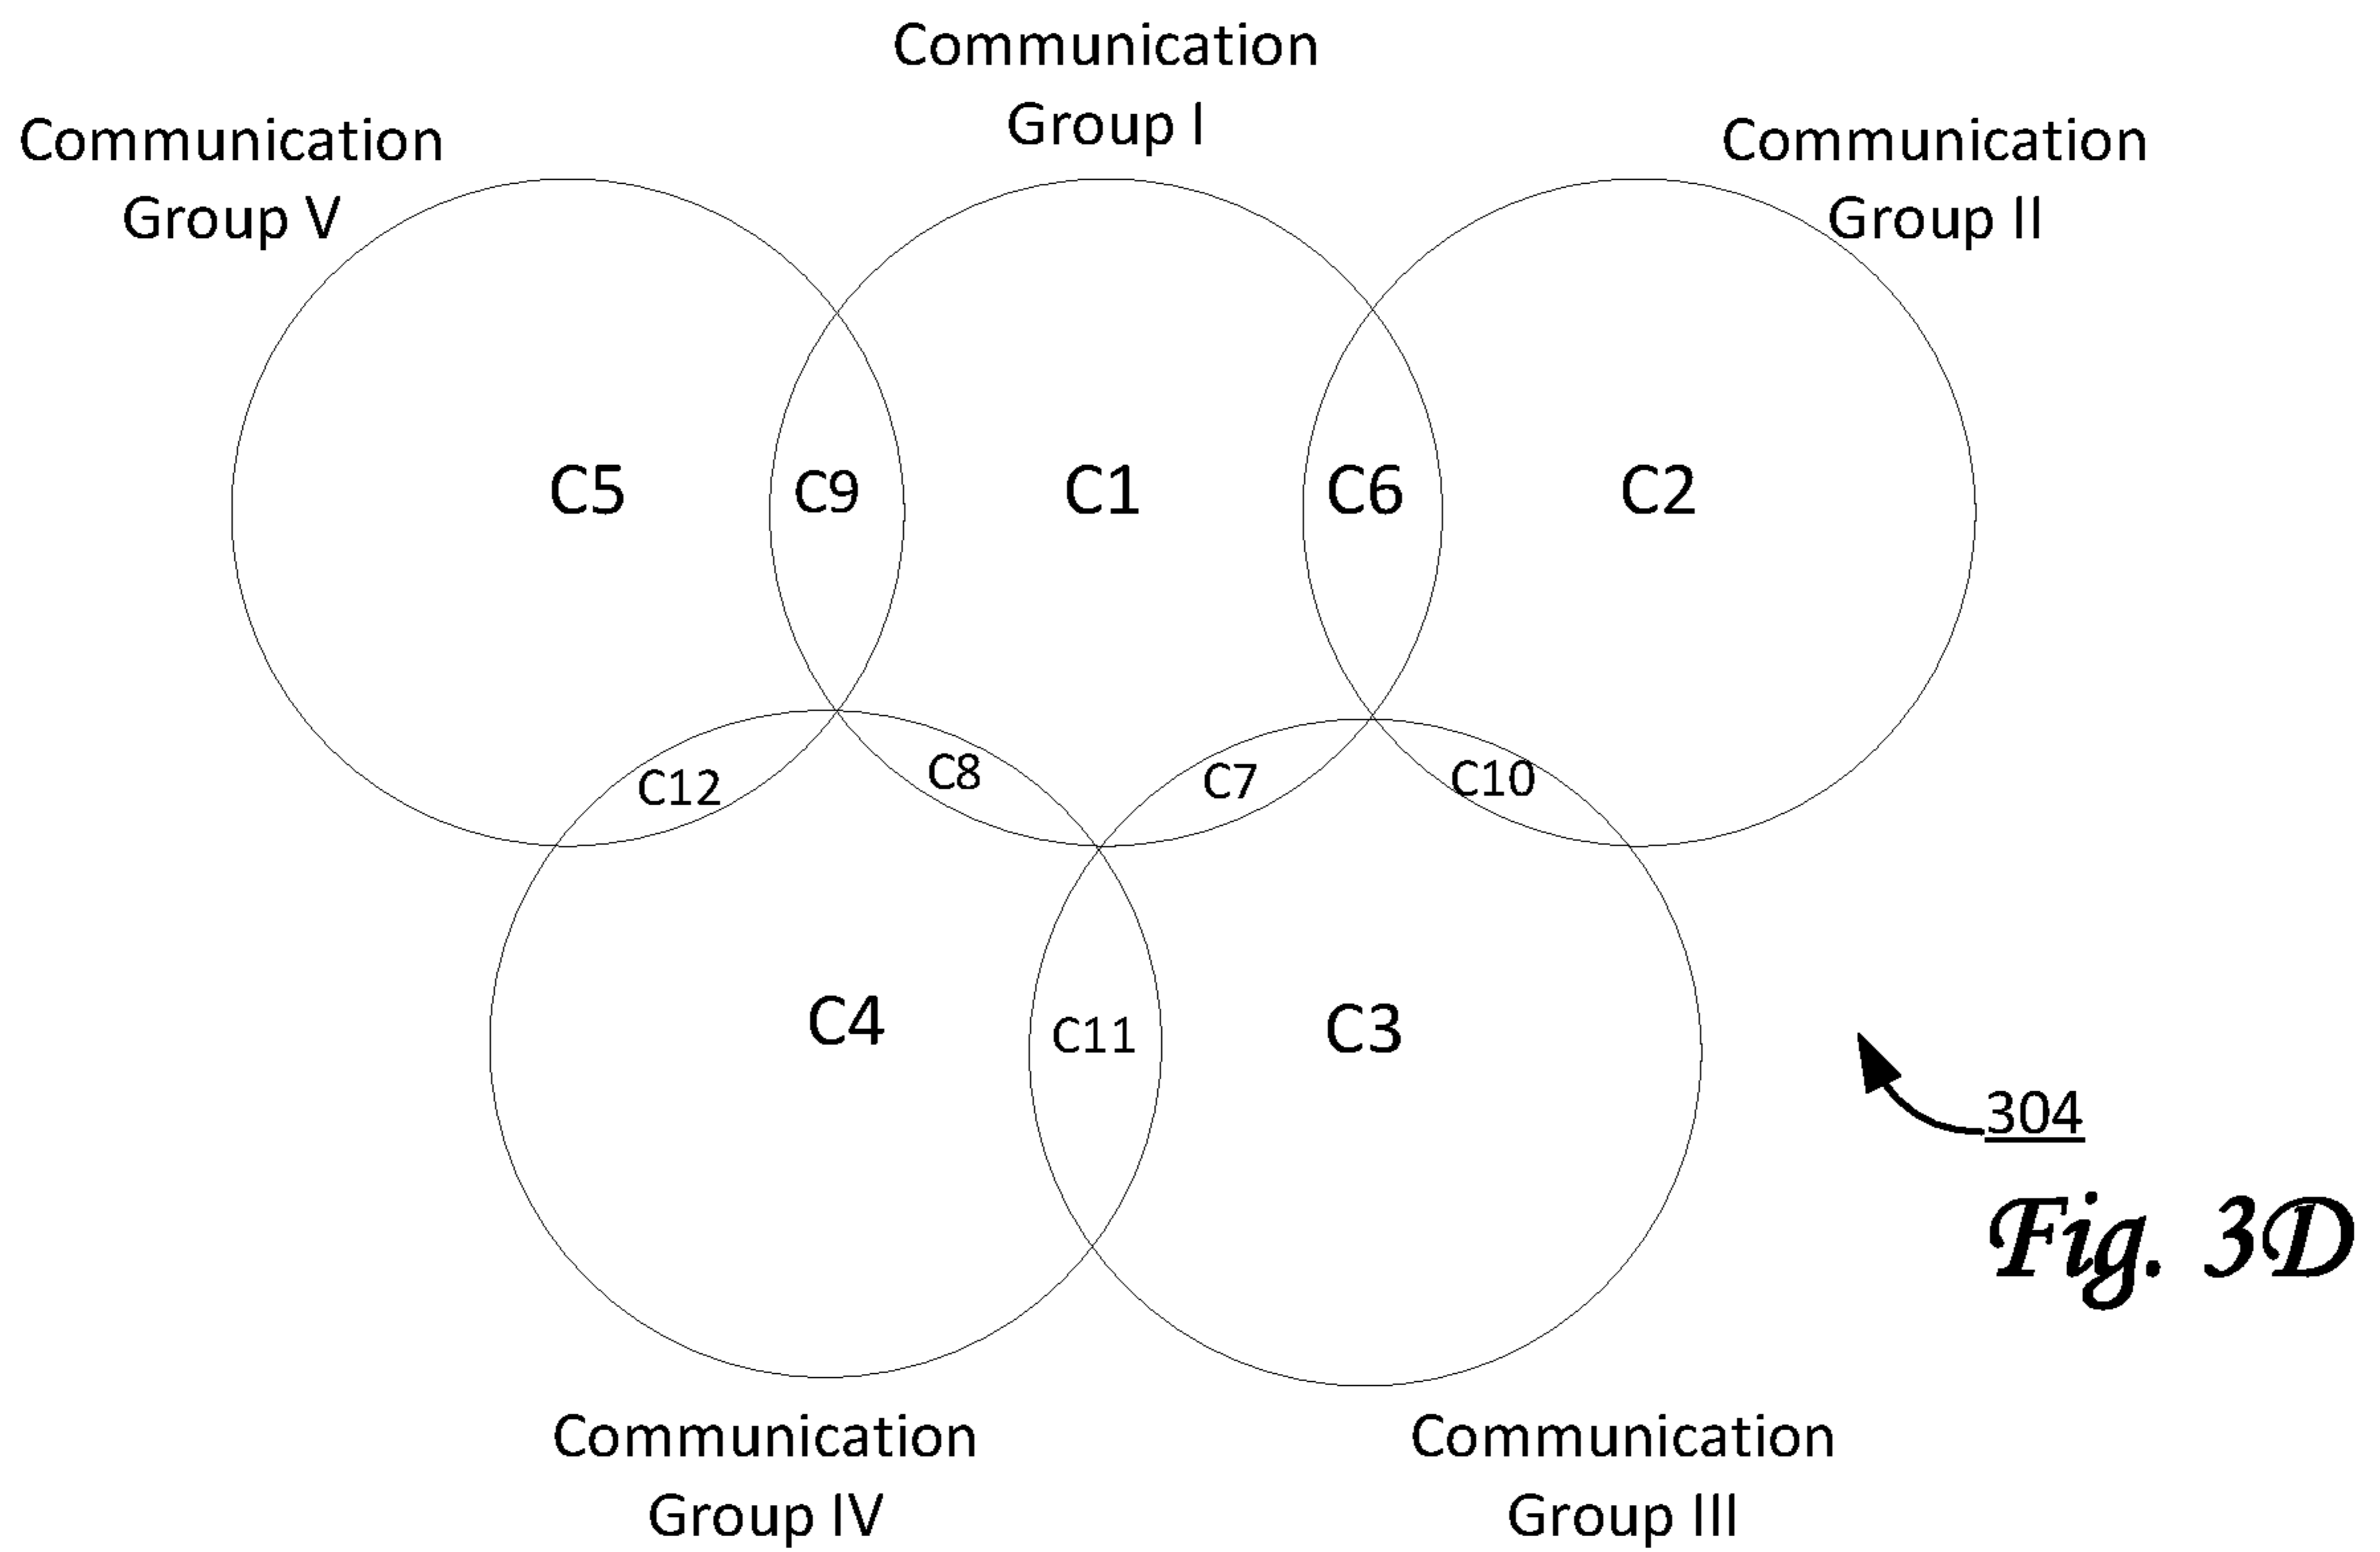 Communication
Group I
Communication
Group V
Communication
Group II
C5
C9
C1
C6
C2
C12
C8
C7
C10
C4
C11
C3
304
Fig. 3D
Communication
Group IV
Communication
Group III